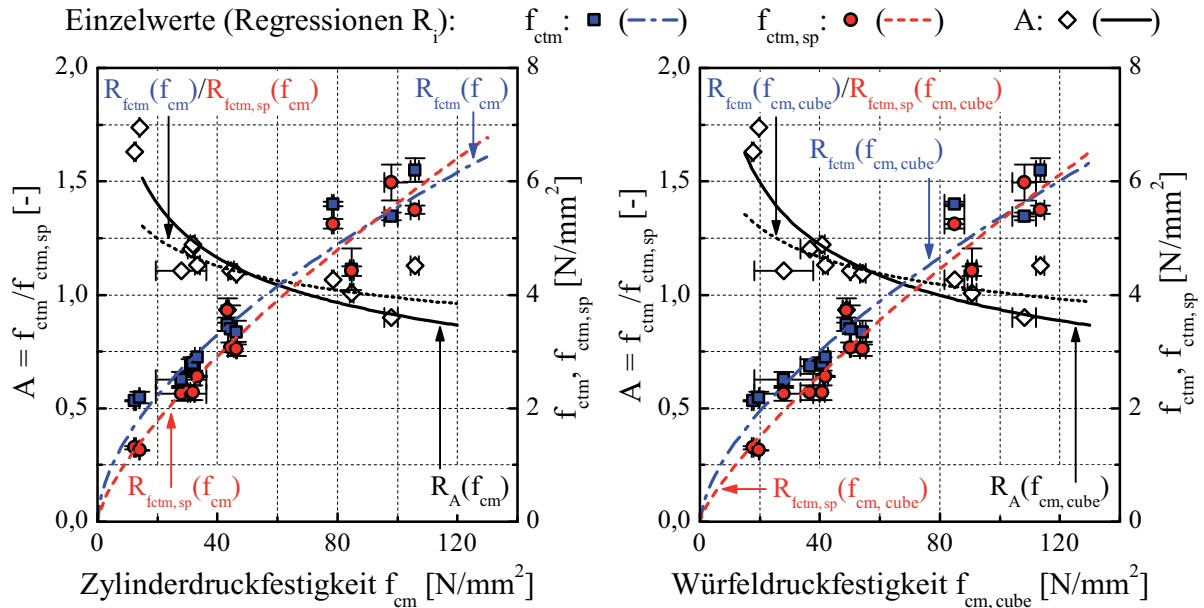 Einzelwerte (Regressionen R_i): f_ctm: (—·—) f_ctm,sp: (---) A: (—)
2,0
1,5
1,0
0,5
0,0
A = f_ctm/f_ctm,sp [-]
R_fctm(f_cm)/R_fctm,sp(f_cm)
R_fctm(f_cm)
R_fctm,sp(f_cm)
R_A(f_cm)
8
6
4
2
0
f_ctm, f_ctm,sp [N/mm²]
0 40 80 120
Zylinderdruckfestigkeit f_cm [N/mm²]
2,0
1,5
1,0
0,5
0,0
A = f_ctm/f_ctm,sp [-]
R_fctm(f_cm,cube)/R_fctm,sp(f_cm,cube)
R_fctm(f_cm,cube)
R_fctm,sp(f_cm,cube)
R_A(f_cm,cube)
8
6
4
2
0
f_ctm, f_ctm,sp [N/mm²]
0 40 80 120
Würfeldruckfestigkeit f_cm,cube [N/mm²]